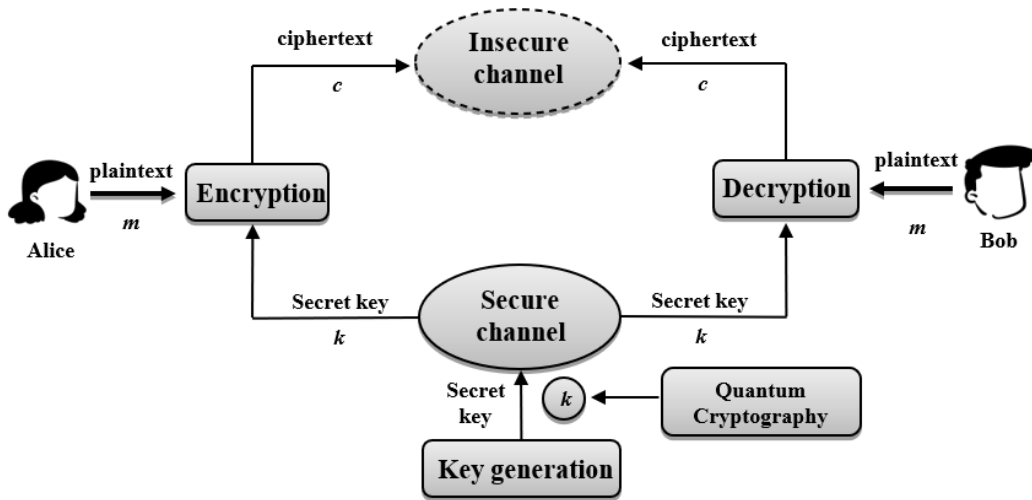 ciphertext
c
Insecure
channel
ciphertext
c
plaintext
m
Alice
Encryption
Decryption
plaintext
m
Bob
Secret key
k
Secure
channel
Secret key
k
Secret
key
k
Quantum
Cryptography
Key generation